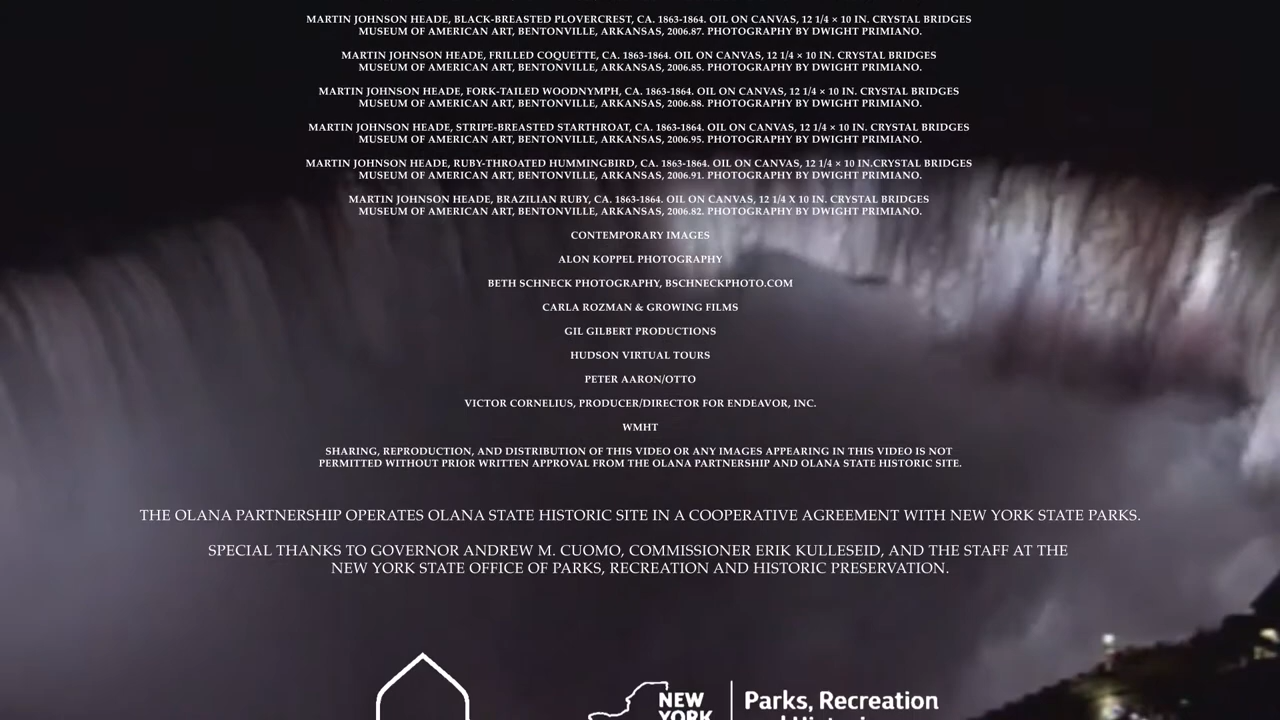 MARTIN JOHNSON HEADE, BLACK-BREASTED PLOVERCREST, CA. 1863-1864. OIL ON CANVAS, 12 1/4 × 10 IN. CRYSTAL BRIDGES
MUSEUM OF AMERICAN ART, BENTONVILLE, ARKANSAS, 2006.87. PHOTOGRAPHY BY DWIGHT PRIMIANO.
MARTIN JOHNSON HEADE, FRILLED COQUETTE, CA. 1863-1864. OIL ON CANVAS, 12 1/4 × 10 IN. CRYSTAL BRIDGES
MUSEUM OF AMERICAN ART, BENTONVILLE, ARKANSAS, 2006.85. PHOTOGRAPHY BY DWIGHT PRIMIANO.
MARTIN JOHNSON HEADE, FORK-TAILED WOODNYMPH, CA. 1863-1864. OIL ON CANVAS, 12 1/4 × 10 IN. CRYSTAL BRIDGES
MUSEUM OF AMERICAN ART, BENTONVILLE, ARKANSAS, 2006.88. PHOTOGRAPHY BY DWIGHT PRIMIANO.
MARTIN JOHNSON HEADE, STRIPE-BREASTED STARTHROAT, CA. 1863-1864. OIL ON CANVAS, 12 1/4 × 10 IN. CRYSTAL BRIDGES
MUSEUM OF AMERICAN ART, BENTONVILLE, ARKANSAS, 2006.95. PHOTOGRAPHY BY DWIGHT PRIMIANO.
MARTIN JOHNSON HEADE, RUBY-THROATED HUMMINGBIRD, CA. 1863-1864. OIL ON CANVAS, 12 1/4 × 10 IN.CRYSTAL BRIDGES
MUSEUM OF AMERICAN ART, BENTONVILLE, ARKANSAS, 2006.91. PHOTOGRAPHY BY DWIGHT PRIMIANO.
MARTIN JOHNSON HEADE, BRAZILIAN RUBY, CA. 1863-1864. OIL ON CANVAS, 12 1/4 X 10 IN. CRYSTAL BRIDGES
MUSEUM OF AMERICAN ART, BENTONVILLE, ARKANSAS, 2006.82. PHOTOGRAPHY BY DWIGHT PRIMIANO.
CONTEMPORARY IMAGES
ALON KOPPEL PHOTOGRAPHY
BETH SCHNECK PHOTOGRAPHY, BSCHNECKPHOTO.COM
CARLA ROZMAN & GROWING FILMS
GIL GILBERT PRODUCTIONS
HUDSON VIRTUAL TOURS
PETER AARON/OTTO
VICTOR CORNELIUS, PRODUCER/DIRECTOR FOR ENDEAVOR, INC.
WMHT
SHARING, REPRODUCTION, AND DISTRIBUTION OF THIS VIDEO OR ANY IMAGES APPEARING IN THIS VIDEO IS NOT
PERMITTED WITHOUT PRIOR WRITTEN APPROVAL FROM THE OLANA PARTNERSHIP AND OLANA STATE HISTORIC SITE.
THE OLANA PARTNERSHIP OPERATES OLANA STATE HISTORIC SITE IN A COOPERATIVE AGREEMENT WITH NEW YORK STATE PARKS.
SPECIAL THANKS TO GOVERNOR ANDREW M. CUOMO, COMMISSIONER ERIK KULLESEID, AND THE STAFF AT THE
NEW YORK STATE OFFICE OF PARKS, RECREATION AND HISTORIC PRESERVATION.
NEW
YORK
Parks, Recreation